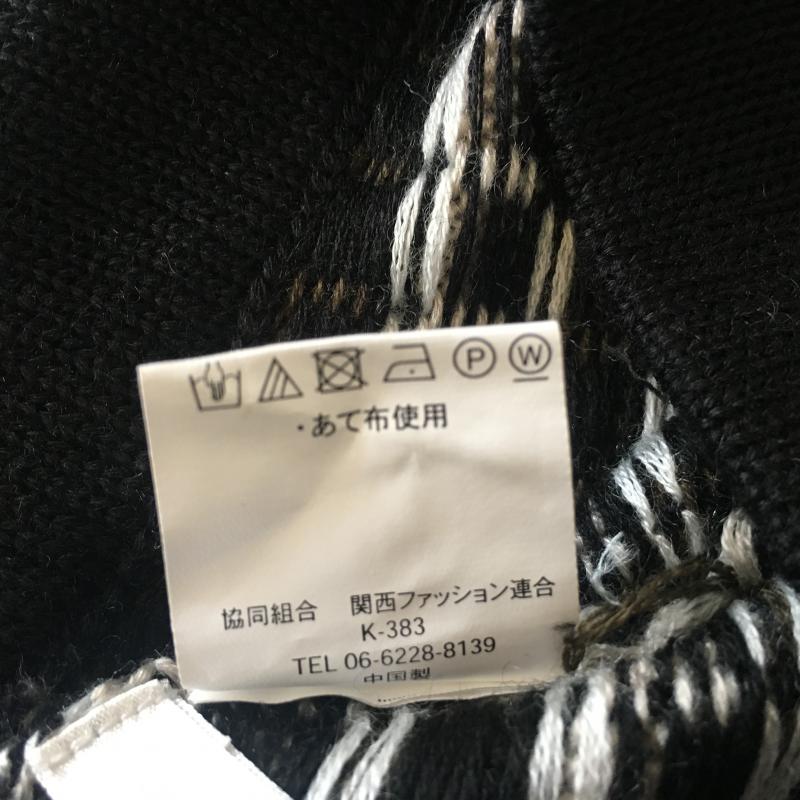 P W
・あて布使用
協同組合 関西ファッション連合
K-383
TEL 06-6228-8139
中国製